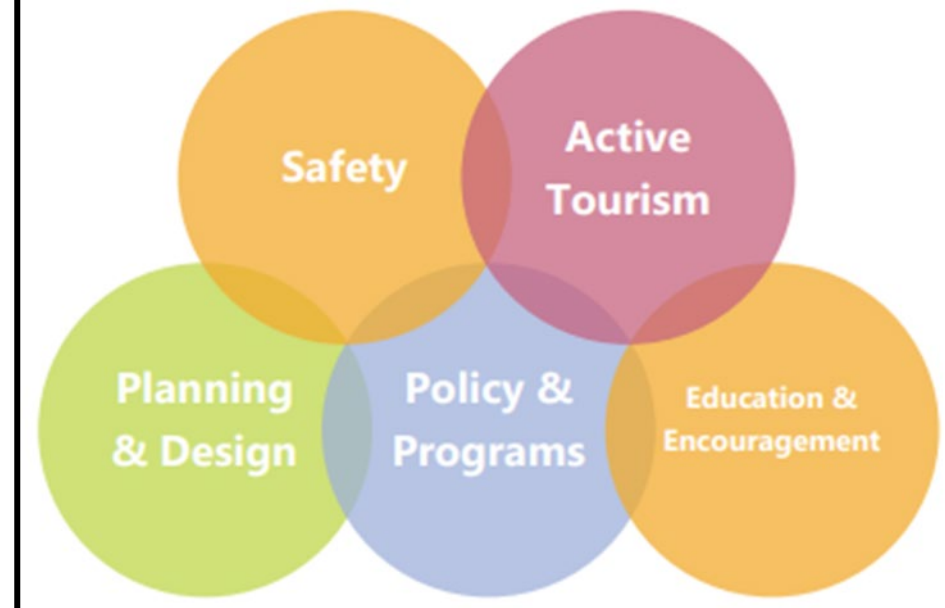 Safety
Active
Tourism
Planning
& Design
Policy &
Programs
Education &
Encouragement